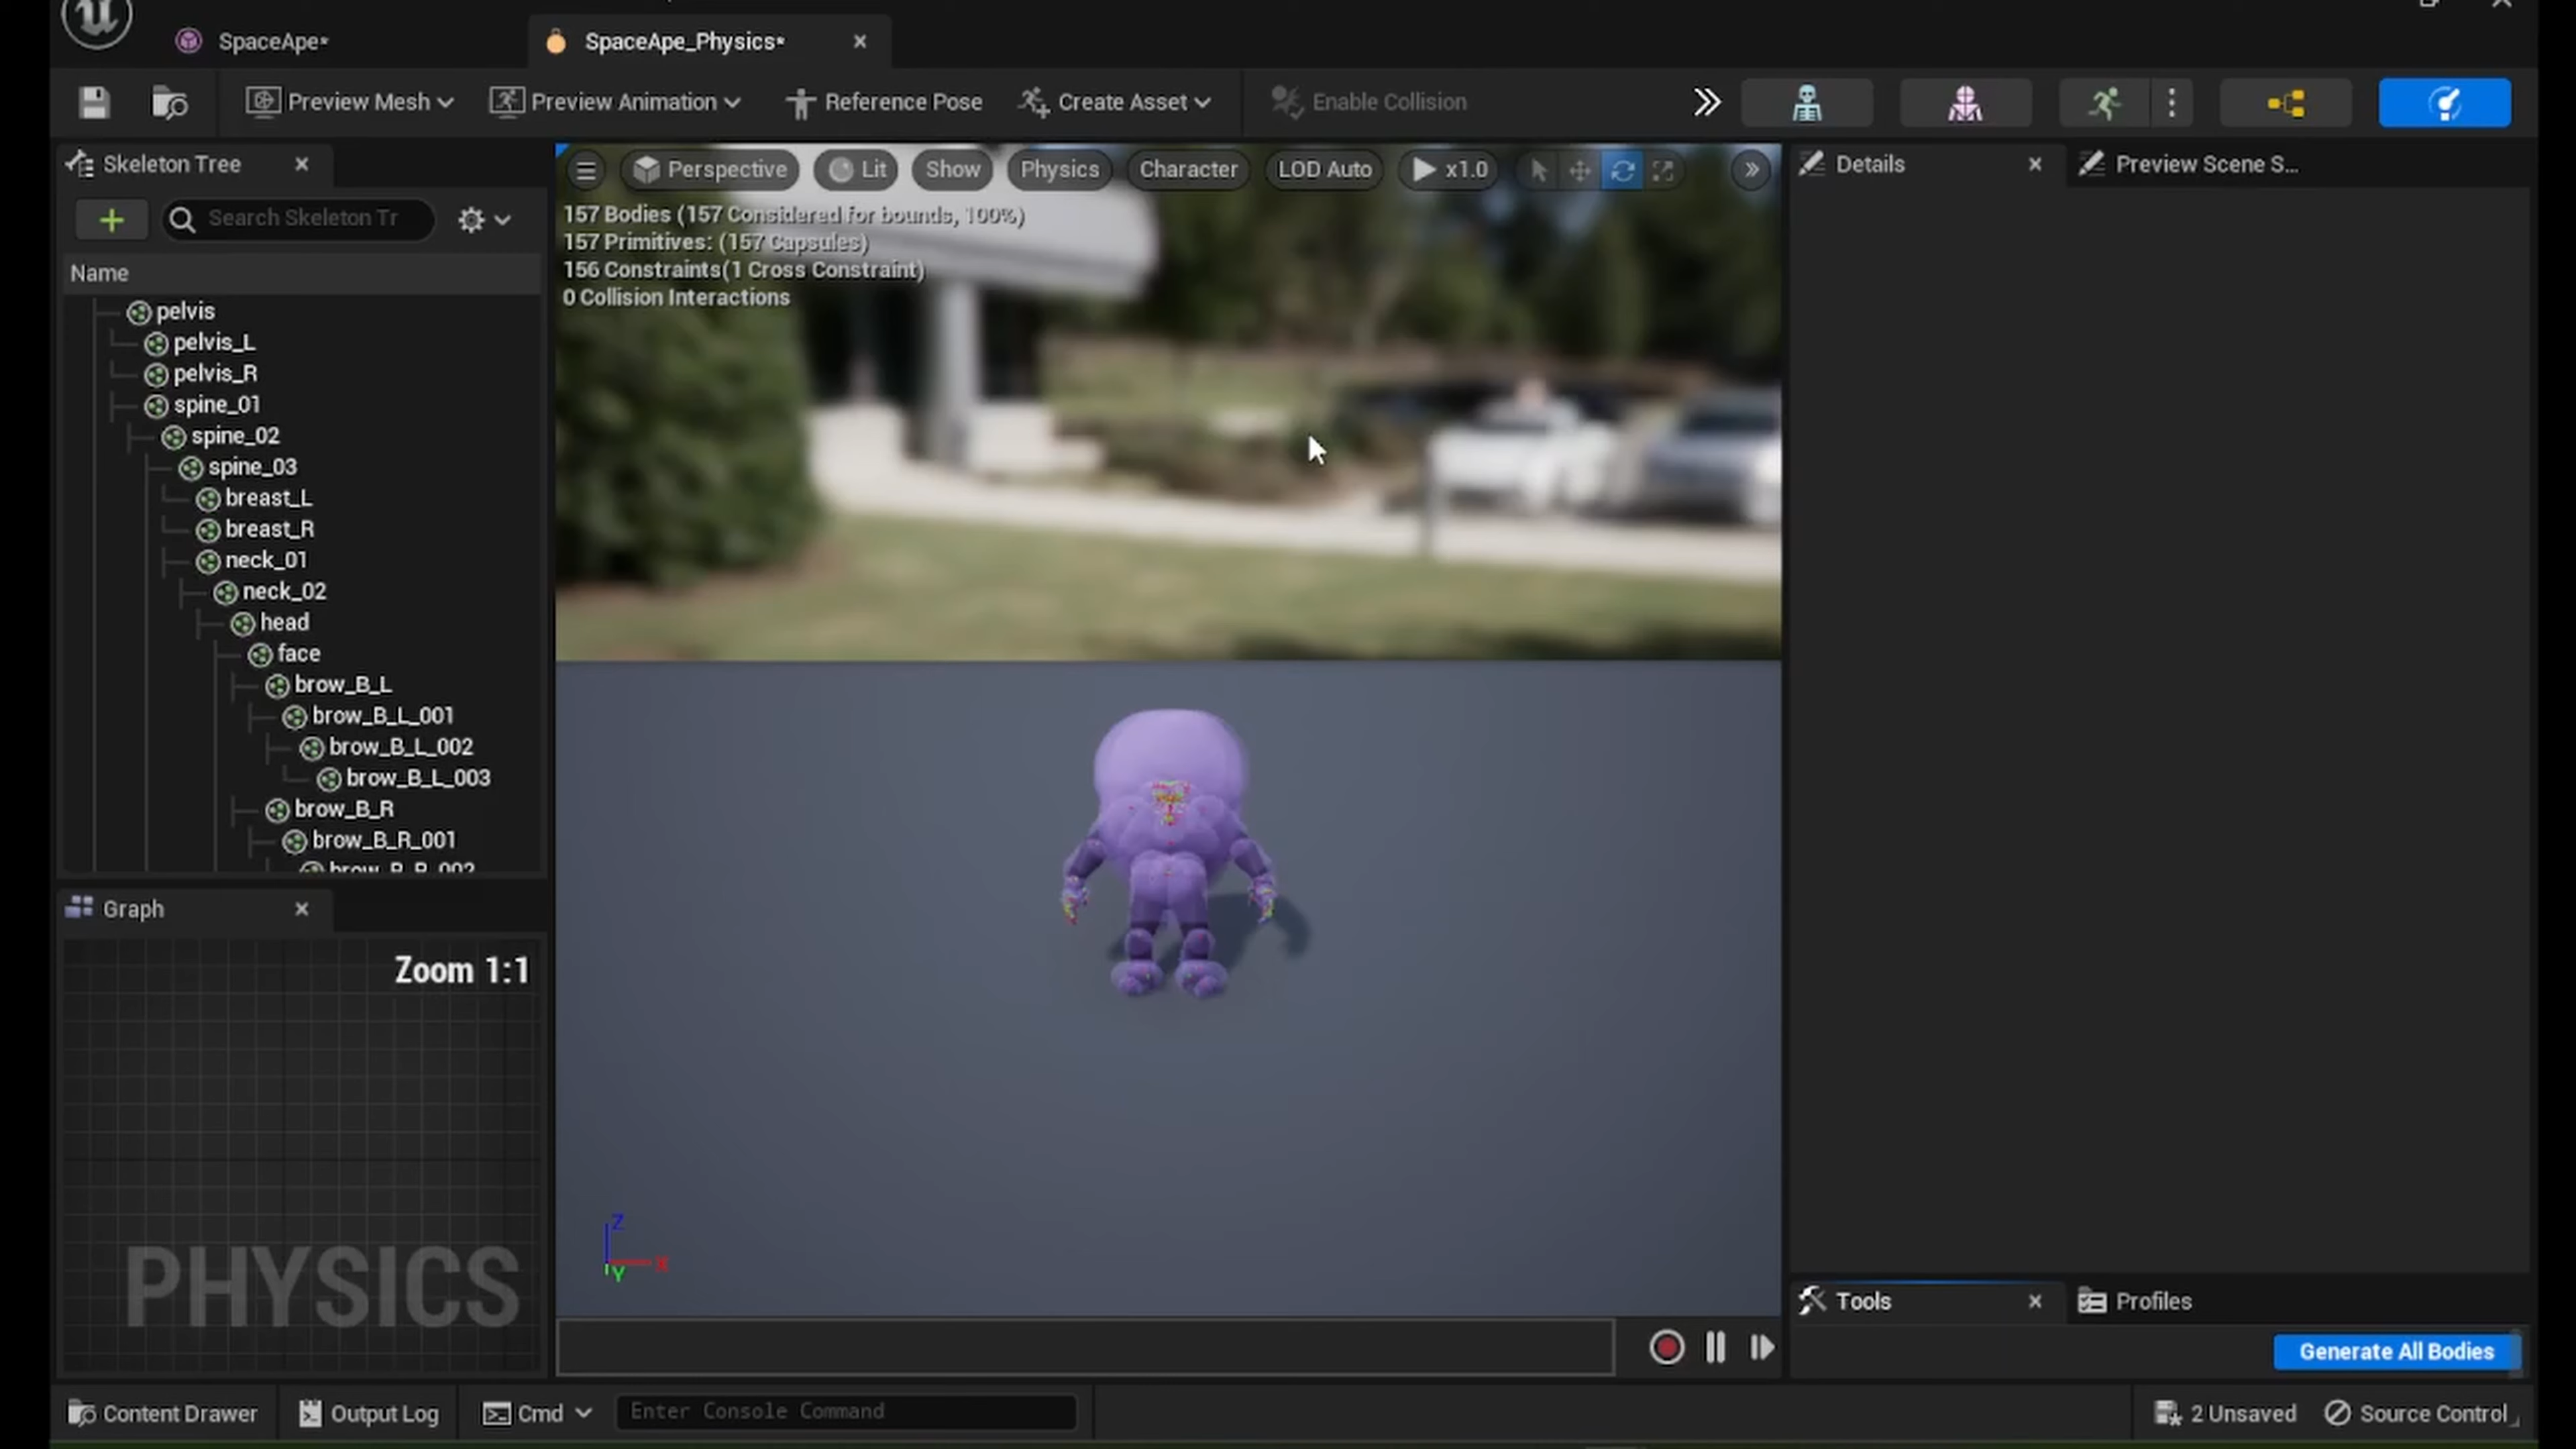 SpaceApe*
SpaceApe_Physics*
Preview Mesh
Preview Animation
Reference Pose
Create Asset
Enable Collision
Skeleton Tree
Search Skeleton Tr
Name
pelvis
pelvis_L
pelvis_R
spine_01
spine_02
spine_03
breast_L
breast_R
neck_01
neck_02
head
face
brow_B_L
brow_B_L_001
brow_B_L_002
brow_B_L_003
brow_B_R
brow_B_R_001
brow_B_R_002
Graph
Zoom 1:1
PHYSICS
Perspective
Lit
Show
Physics
Character
LOD Auto
x1.0
157 Bodies (157 Considered for bounds, 100%)
157 Primitives: (157 Capsules)
156 Constraints(1 Cross Constraint)
0 Collision Interactions
Z
X
Y
Details
Preview Scene S...
Tools
Profiles
Generate All Bodies
Content Drawer
Output Log
Cmd
Enter Console Command
2 Unsaved
Source Control